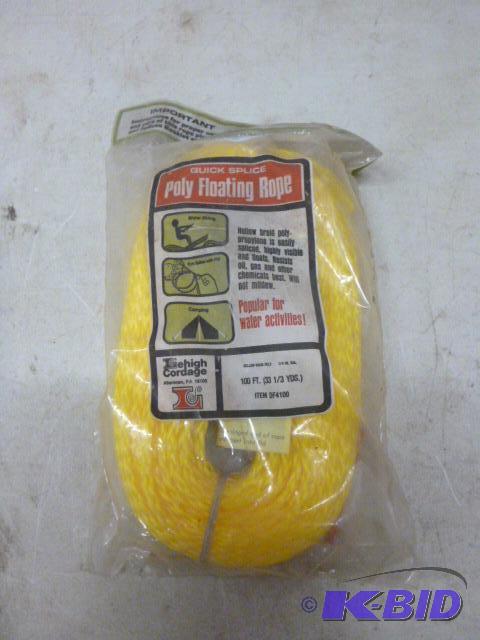 IMPORTANT
QUICK SPLICE
Poly Floating Rope
Water Skiing
Hollow braid poly-
propylene is easily
spliced, highly visible
and floats. Resists
oil, gas and other
chemicals best. Will
not mildew.
Camping
Popular for
water activities!
Lehigh
Cordage
Allentown, PA 18105
100 FT. (33 1/3 YDS.)
ITEM DF4100
© K-BID